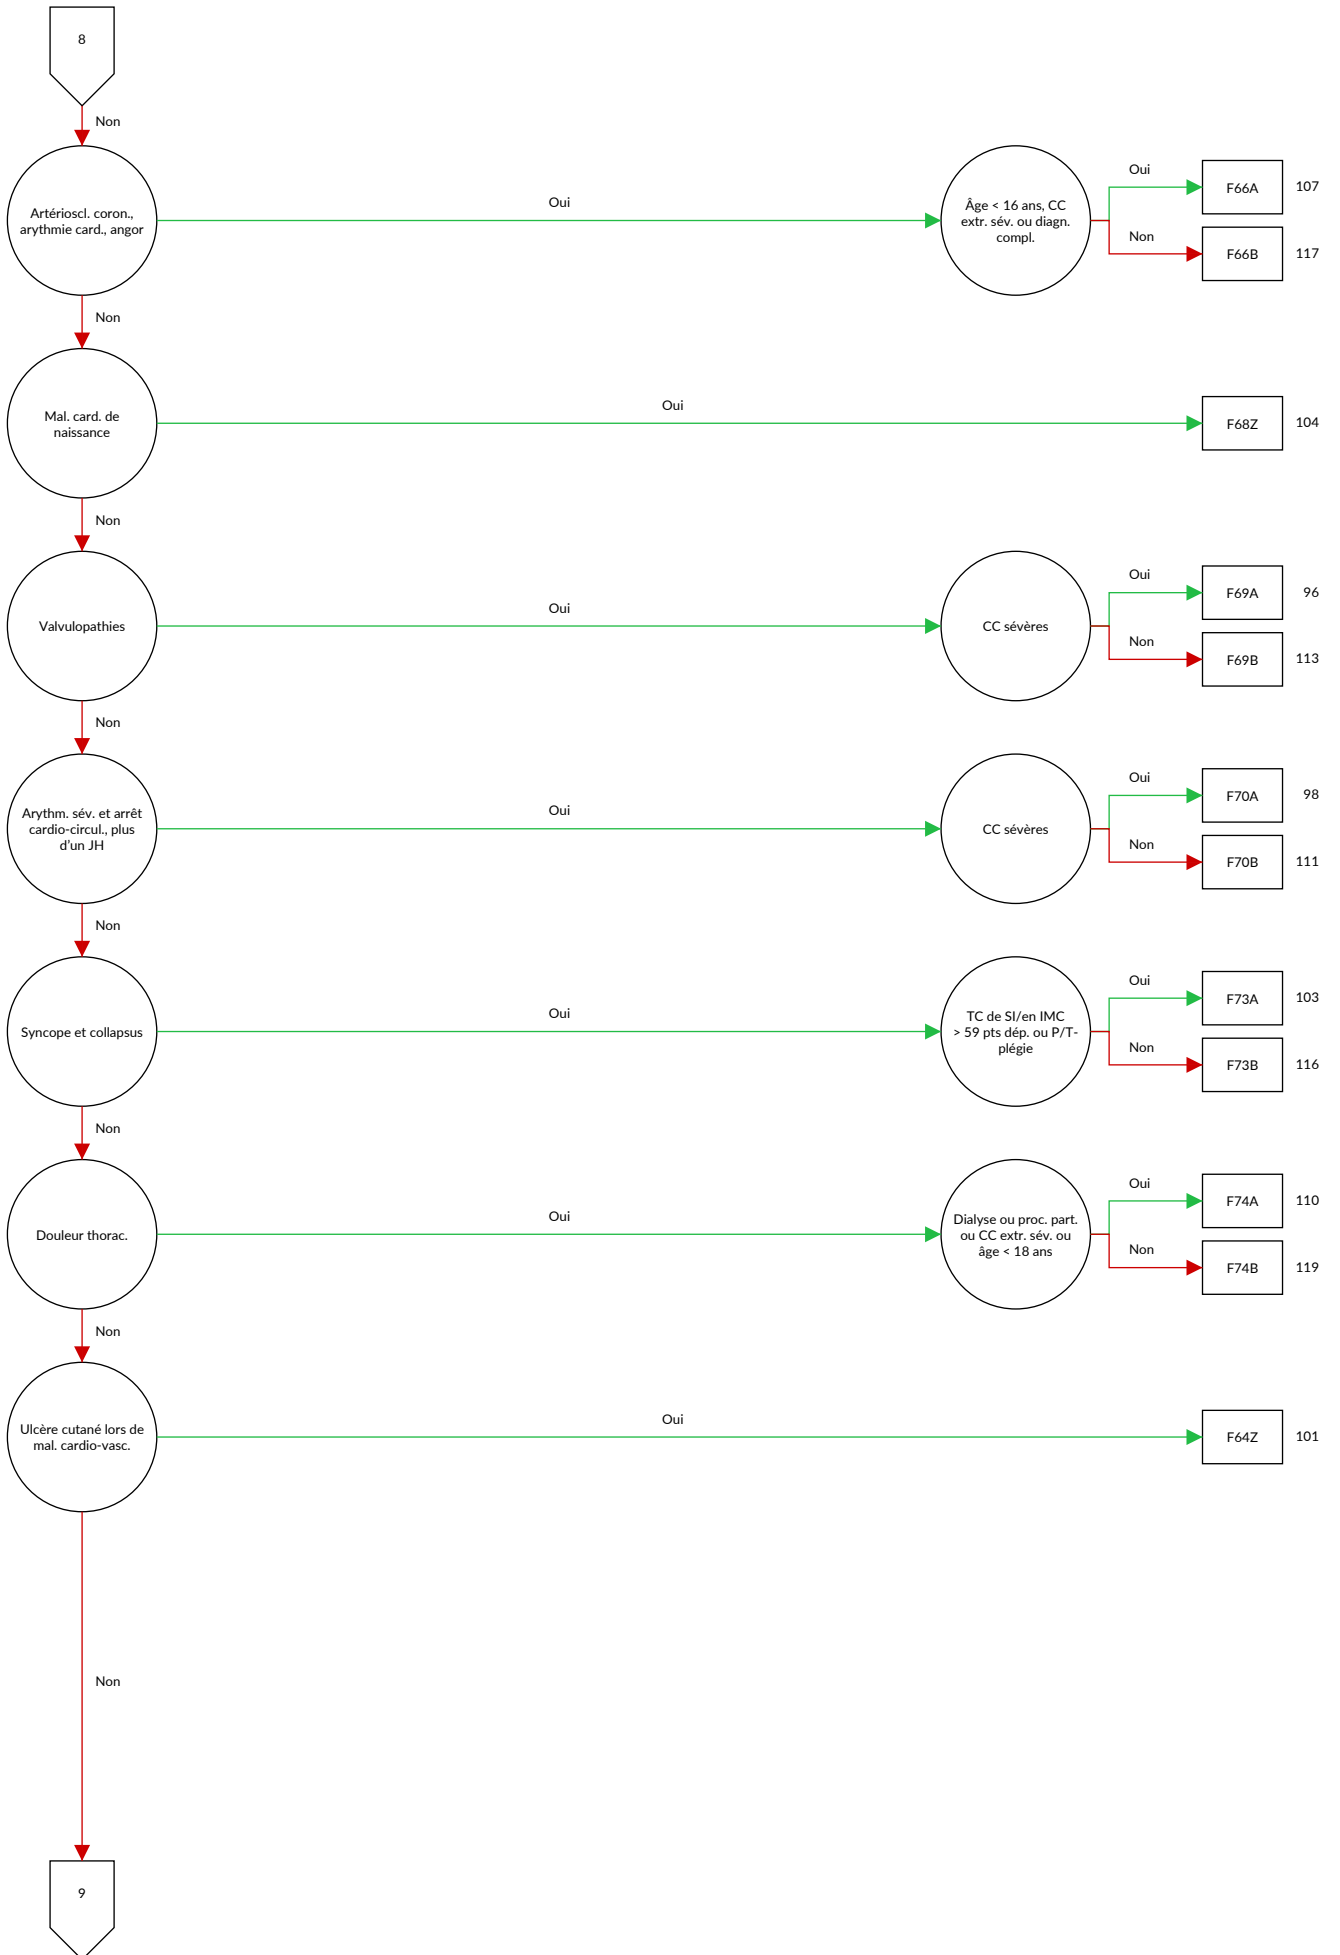 8
Non
Artérioscl. coron.,
arythmie card., angor
Oui
Âge < 16 ans, CC
extr. sév. ou diagn.
compl.
Oui
F66A
107
Non
F66B
117
Non
Mal. card. de
naissance
Oui
F68Z
104
Non
Valvulopathies
Oui
CC sévères
Oui
F69A
96
Non
F69B
113
Non
Arythm. sév. et arrêt
cardio-circul., plus
d'un JH
Oui
CC sévères
Oui
F70A
98
Non
F70B
111
Non
Syncope et collapsus
Oui
TC de SI/en IMC
> 59 pts dép. ou P/T-
plégie
Oui
F73A
103
Non
F73B
116
Non
Douleur thorac.
Oui
Dialyse ou proc. part.
ou CC extr. sév. ou
âge < 18 ans
Oui
F74A
110
Non
F74B
119
Non
Ulcère cutané lors de
mal. cardio-vasc.
Oui
F64Z
101
Non
9